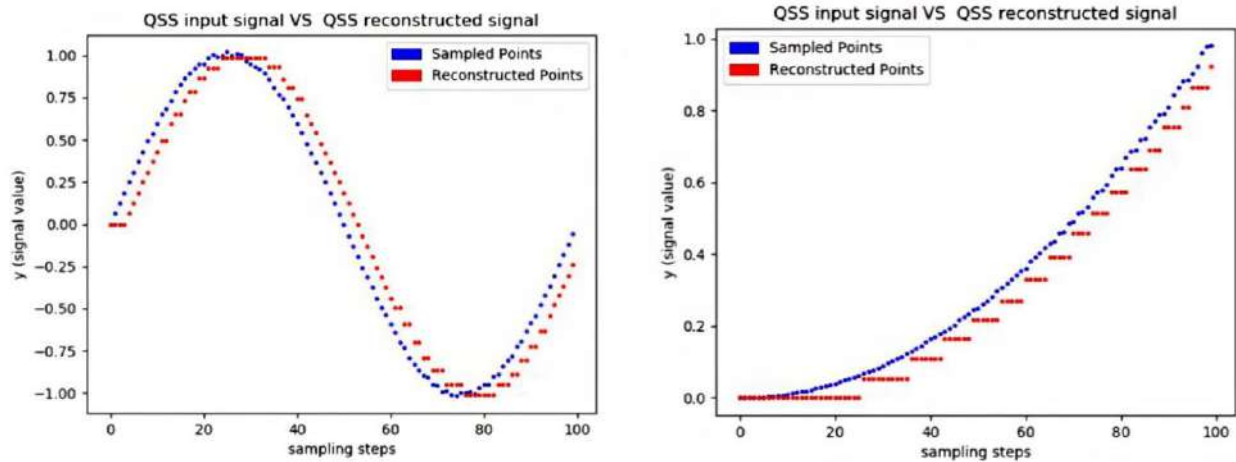 QSS input signal VS  QSS reconstructed signal
1.00
0.75
0.50
0.25
0.00
−0.25
−0.50
−0.75
−1.00
y (signal value)
Sampled Points
Reconstructed Points
0 20 40 60 80 100
sampling steps
QSS input signal VS  QSS reconstructed signal
1.0
0.8
0.6
0.4
0.2
0.0
y (signal value)
Sampled Points
Reconstructed Points
0 20 40 60 80 100
sampling steps